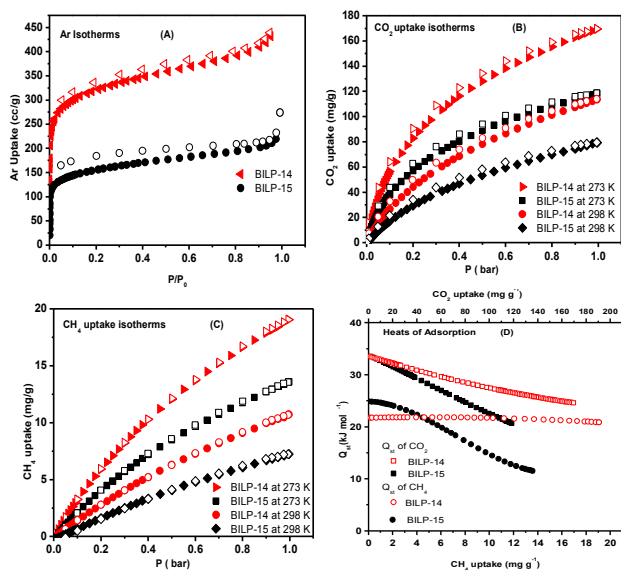 Ar Isotherms (A)
450
400
350
300
250
200
150
100
50
0
Ar Uptake (cc/g)
BILP-14
BILP-15
0.0 0.2 0.4 0.6 0.8 1.0
P/P₀
CO₂ uptake isotherms (B)
180
160
140
120
100
80
60
40
20
0
CO₂ uptake (mg/g)
BILP-14 at 273 K
BILP-15 at 273 K
BILP-14 at 298 K
BILP-15 at 298 K
0.0 0.2 0.4 0.6 0.8 1.0
P ( bar)
CH₄ uptake isotherms (C)
20
15
10
5
0
CH₄ uptake (mg/g)
BILP-14 at 273 K
BILP-15 at 273 K
BILP-14 at 298 K
BILP-15 at 298 K
0.0 0.2 0.4 0.6 0.8 1.0
P ( bar)
CO₂ uptake (mg g⁻¹)
0 20 40 60 80 100 120 140 160 180
Heats of Adsorption (D)
40
30
20
10
0
Qst(kJ mol⁻¹)
Qst of CO₂
BILP-14
BILP-15
Qst of CH₄
BILP-14
BILP-15
0 2 4 6 8 10 12 14 16 18 20 22
CH₄ uptake (mg g⁻¹)